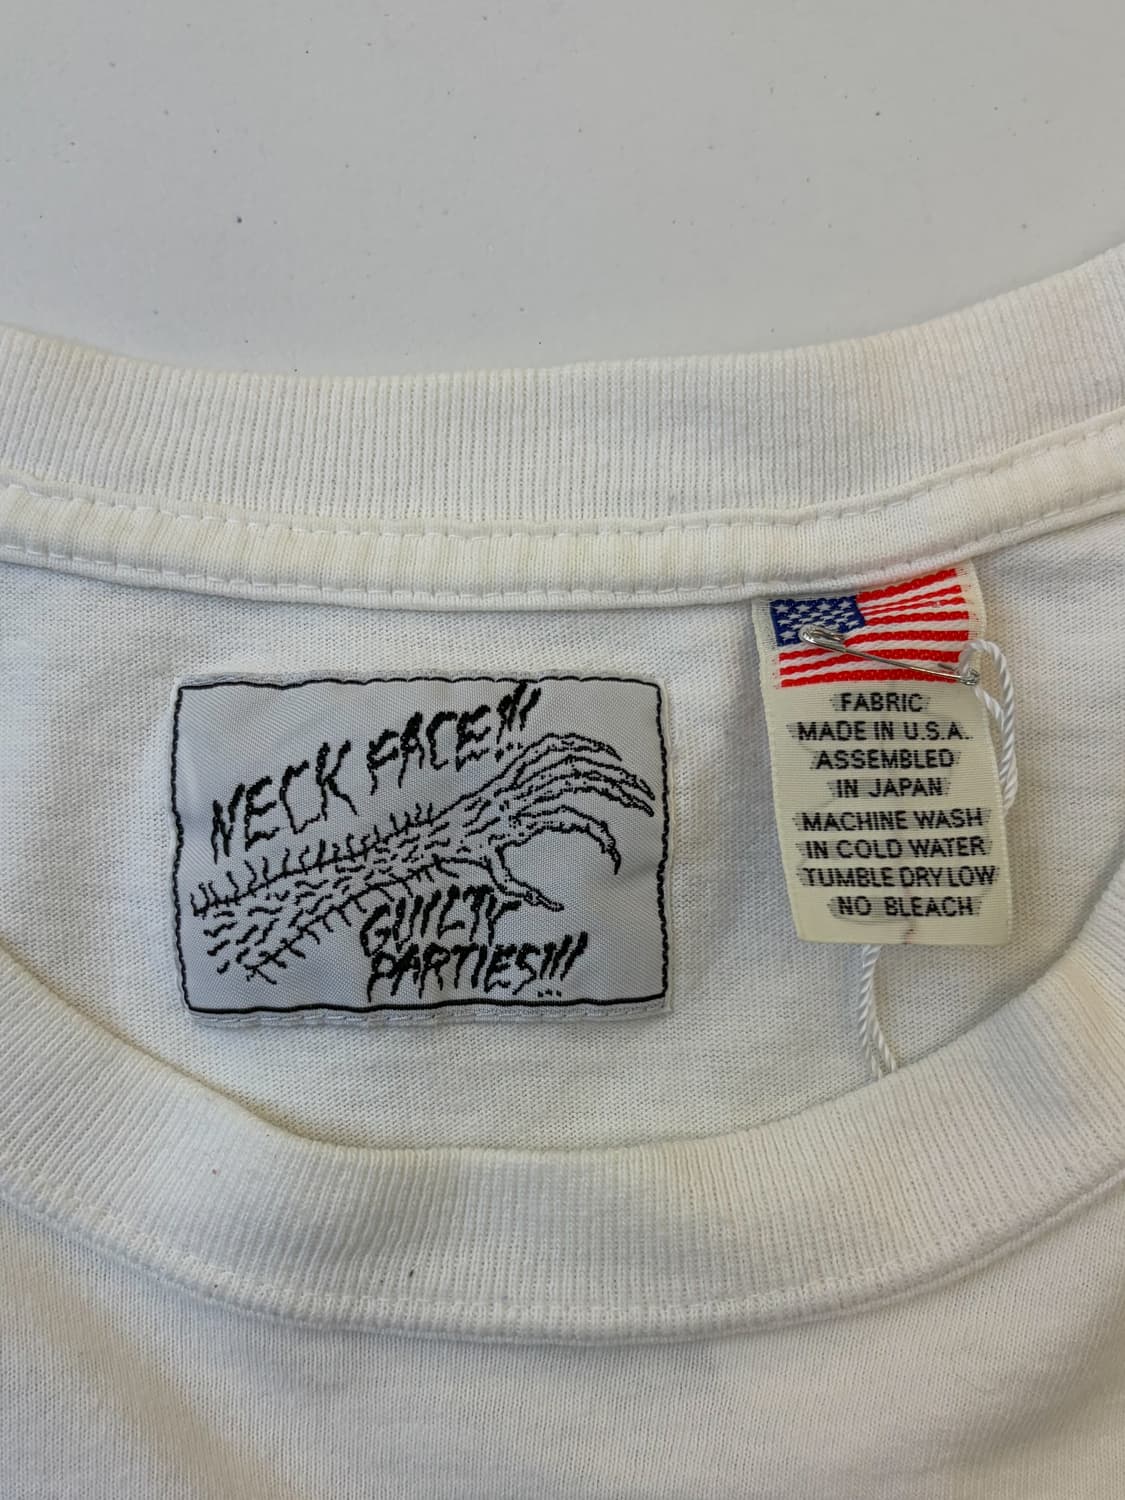 NECK FACE!!!
GUILTY
PARTIES!!!
FABRIC
MADE IN U.S.A.
ASSEMBLED
IN JAPAN
MACHINE WASH
IN COLD WATER
TUMBLE DRY LOW
NO BLEACH